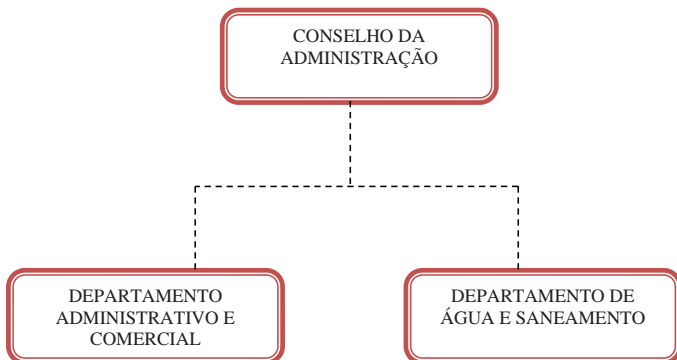 CONSELHO DA
ADMINISTRAÇÃO
DEPARTAMENTO
ADMINISTRATIVO E
COMERCIAL
DEPARTAMENTO DE
ÁGUA E SANEAMENTO